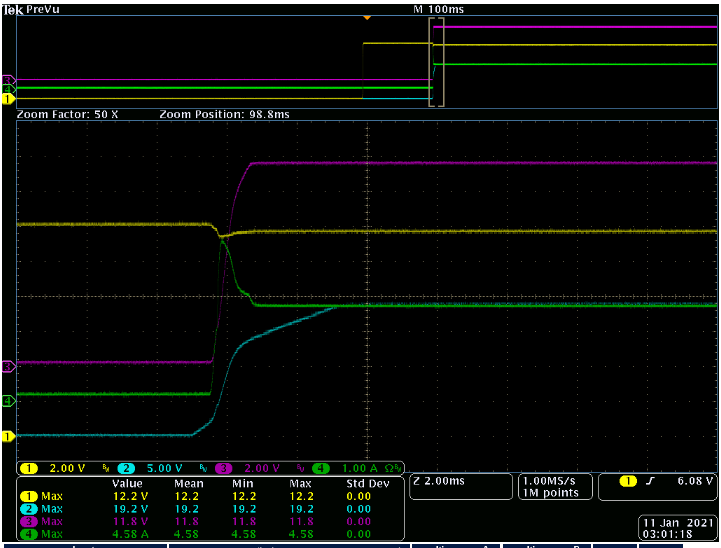 Tek PreVu
M 100ms
3
4
1
Zoom Factor: 50 X Zoom Position: 98.8ms
3
4
1
1 2.00 V BW 2 5.00 V BW 3 2.00 V BW 4 1.00 A Ω BW
Value Mean Min Max Std Dev
1 Max 12.2 V 12.2 12.2 12.2 0.00
2 Max 19.2 V 19.2 19.2 19.2 0.00
3 Max 11.8 V 11.8 11.8 11.8 0.00
4 Max 4.58 A 4.58 4.58 4.58 0.00
Z 2.00ms
1.00MS/s
1M points
1 6.08 V
11 Jan 2021
03:01:18